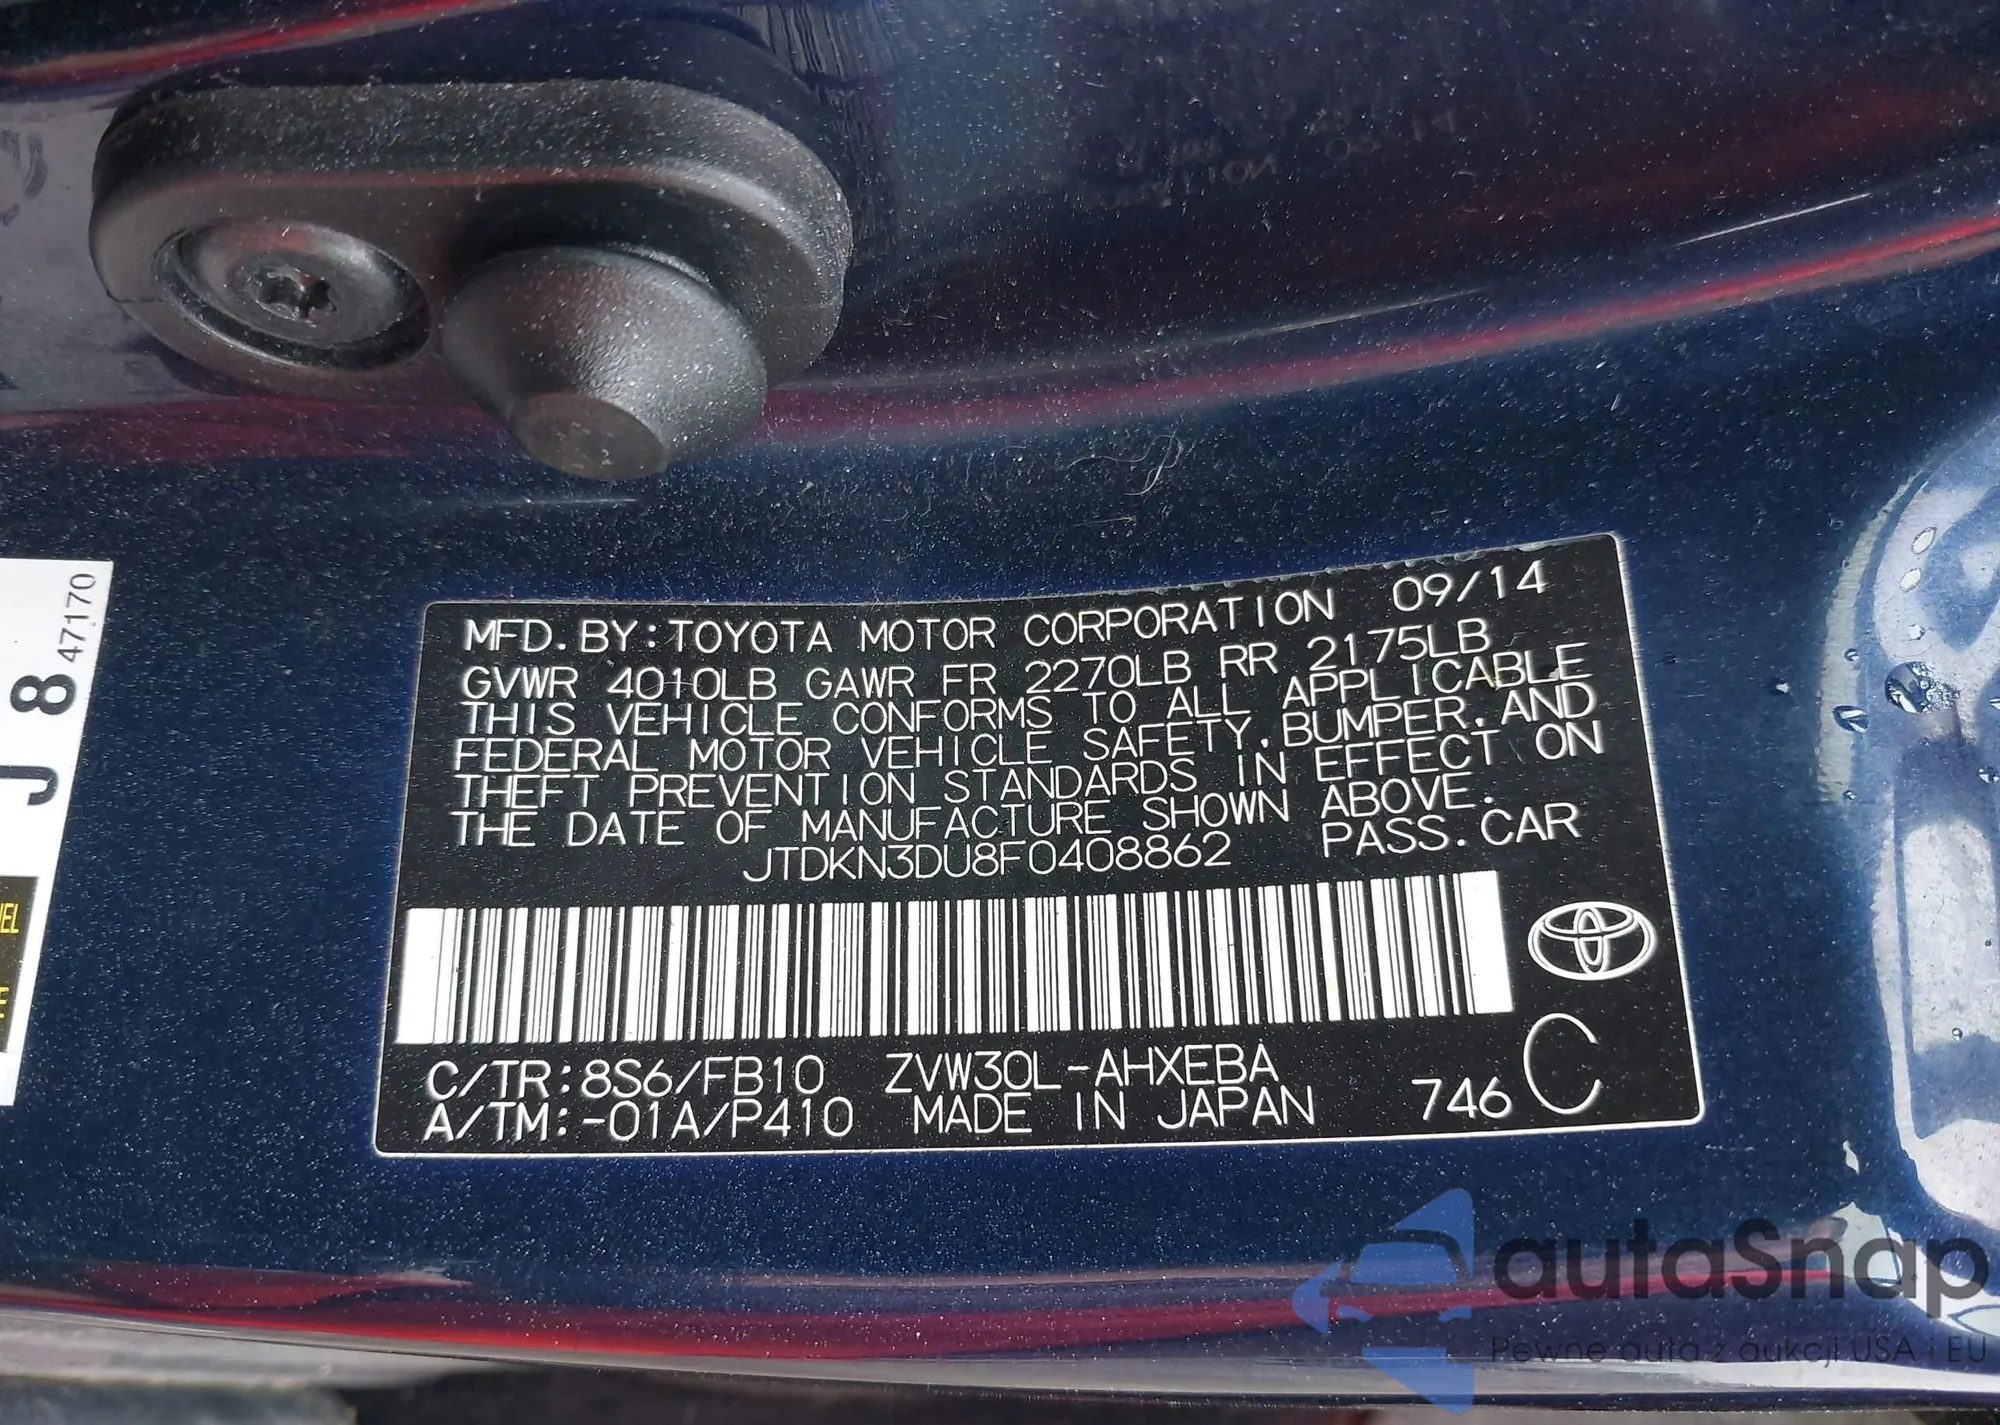 J 8 47170
MFD. BY: TOYOTA MOTOR CORPORATION 09/14
GVWR 4010LB GAWR FR 2270LB RR 2175LB
THIS VEHICLE CONFORMS TO ALL APPLICABLE
FEDERAL MOTOR VEHICLE SAFETY, BUMPER, AND
THEFT PREVENTION STANDARDS IN EFFECT ON
THE DATE OF MANUFACTURE SHOWN ABOVE.
JTDKN3DU8F0408862 PASS. CAR
C/TR: 8S6/FB10 ZVW30L-AHXEBA
A/TM: -01A/P410 MADE IN JAPAN 746 C
autaSnap
Pewne auta z aukcji USA i EU